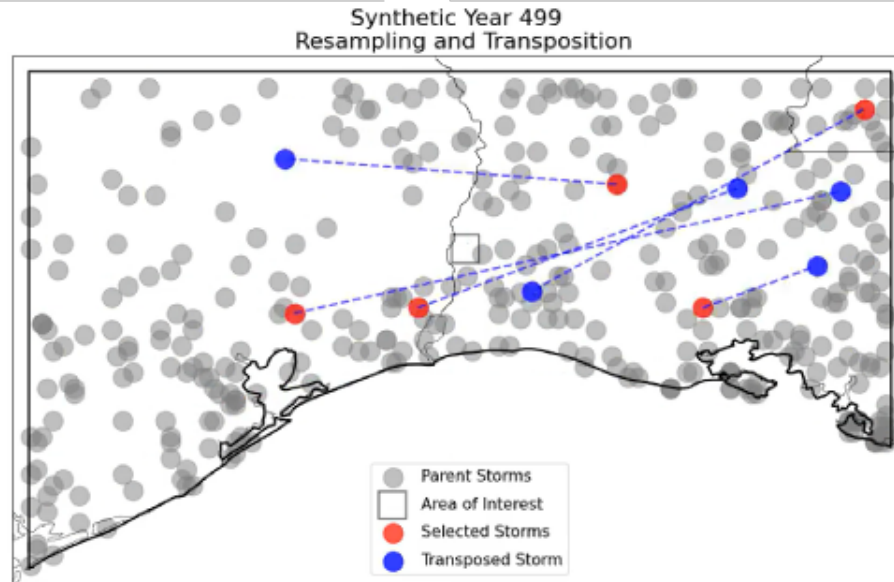 Synthetic Year 499
Resampling and Transposition
Parent Storms
Area of Interest
Selected Storms
Transposed Storm